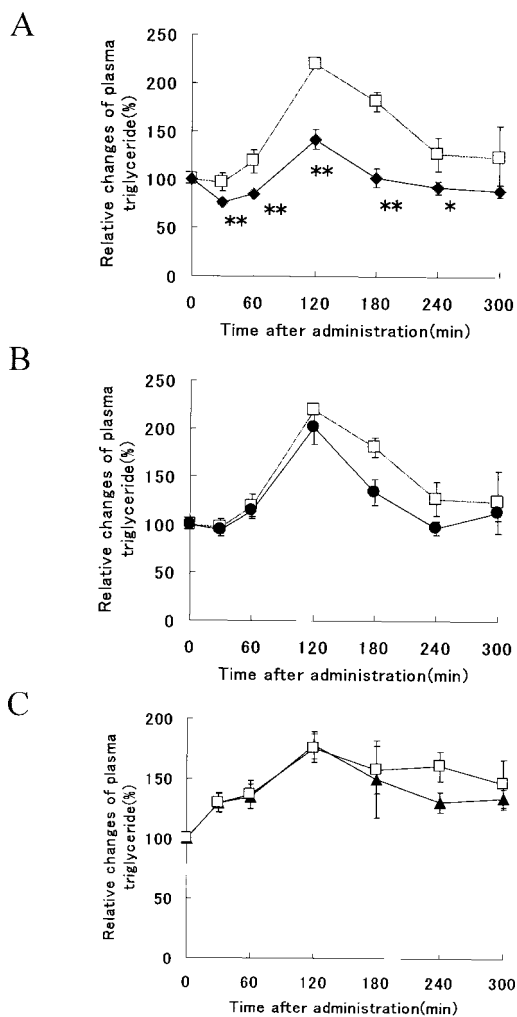 A
Relative changes of plasma
triglyceride(%)
250
200
150
100
50
0
** ** ** ** *
0 60 120 180 240 300
Time after administration(min)
B
Relative changes of plasma
triglyceride(%)
250
200
150
100
50
0
0 60 120 180 240 300
Time after administration(min)
C
Relative changes of plasma
triglyceride(%)
200
150
100
50
0
0 60 120 180 240 300
Time after administration(min)